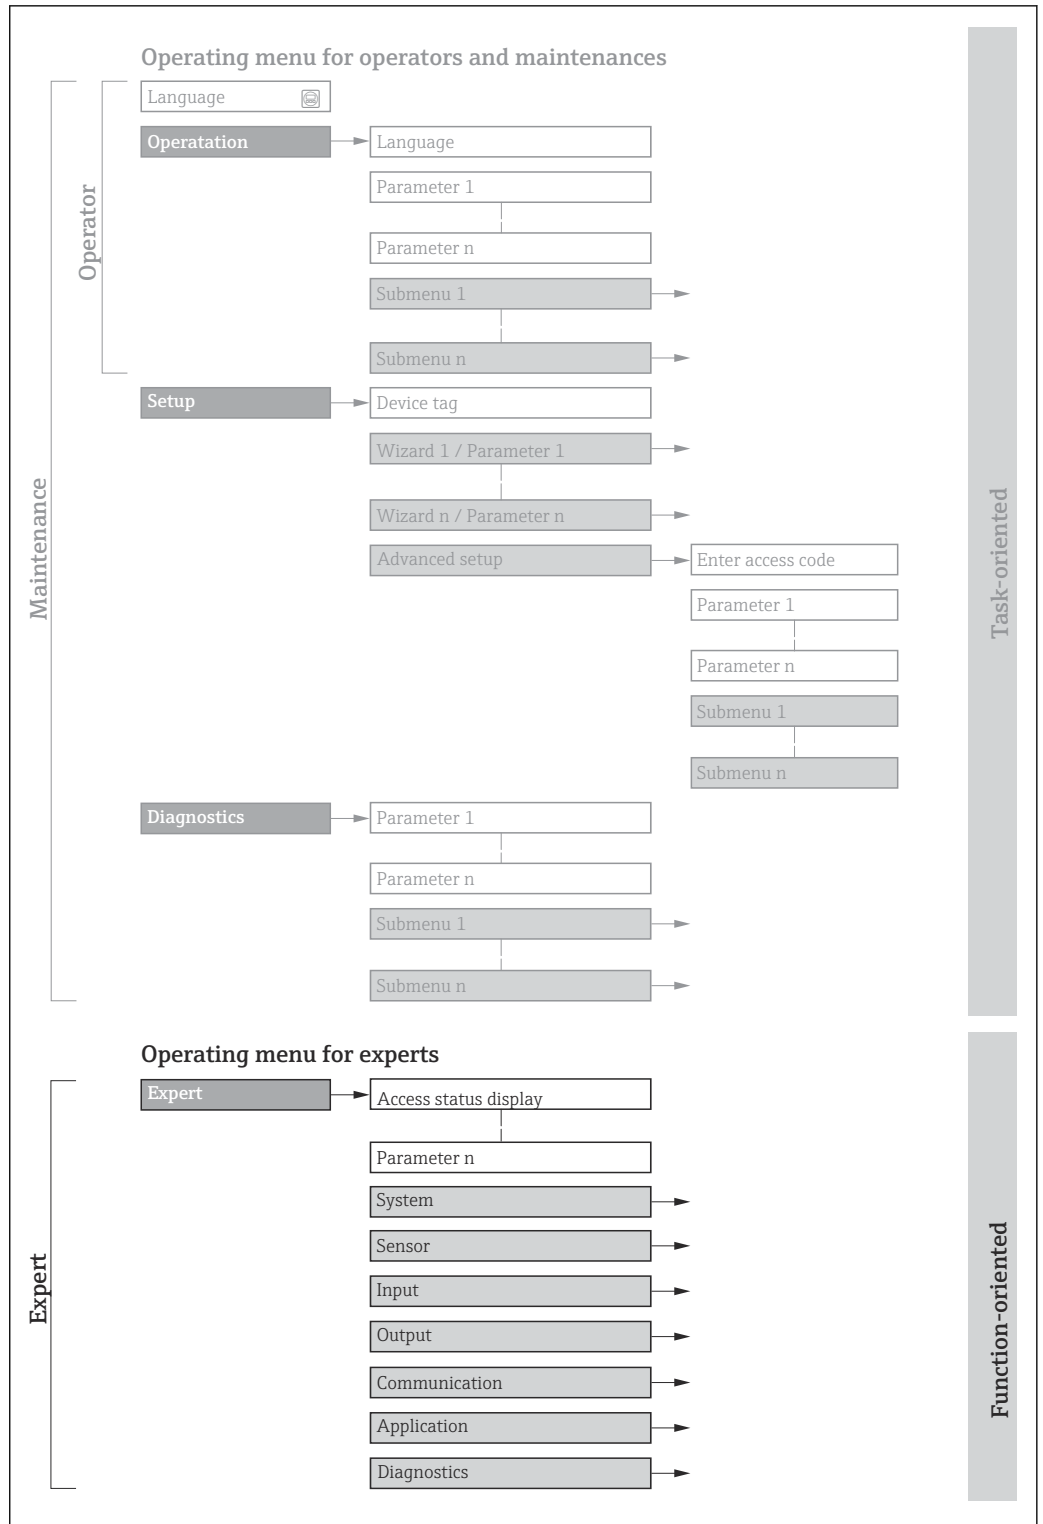 Operating menu for operators and maintenances
Language
Operatation
Language
Parameter 1
Parameter n
Submenu 1
Submenu n
Operator
Setup
Device tag
Wizard 1 / Parameter 1
Wizard n / Parameter n
Advanced setup
Enter access code
Parameter 1
Parameter n
Submenu 1
Submenu n
Maintenance
Task-oriented
Diagnostics
Parameter 1
Parameter n
Submenu 1
Submenu n
Operating menu for experts
Expert
Access status display
Parameter n
System
Sensor
Input
Output
Communication
Application
Diagnostics
Expert
Function-oriented